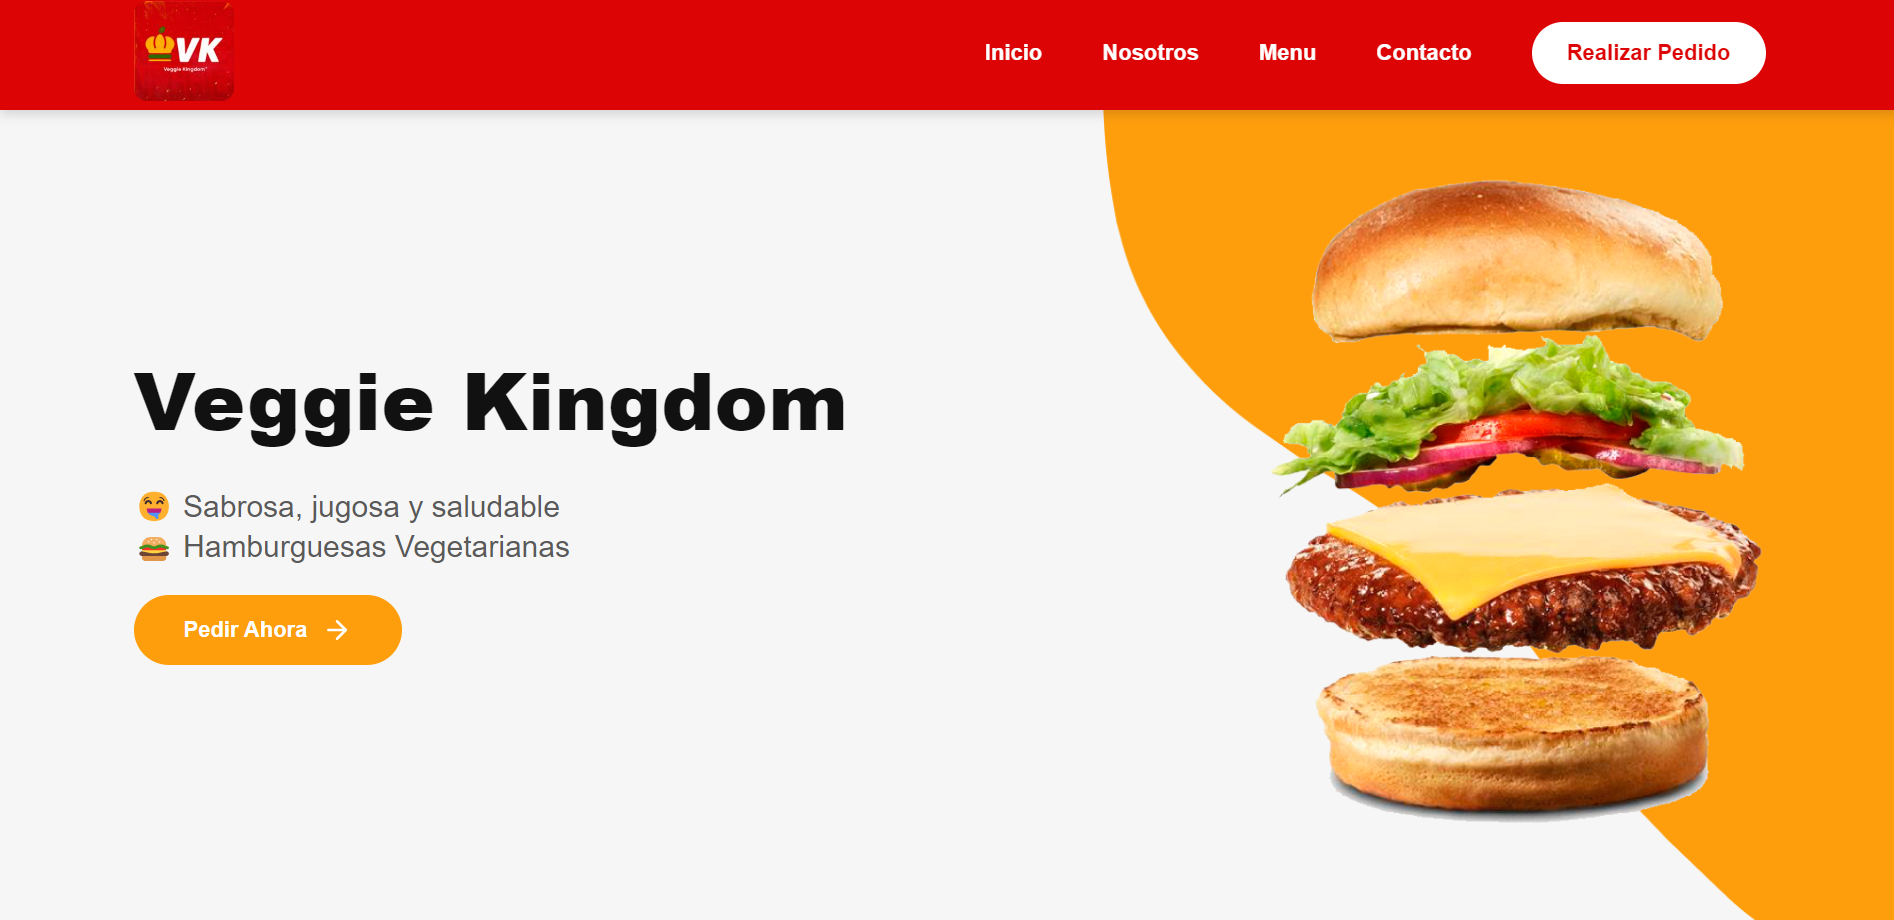 VK
Veggie Kingdom
Inicio
Nosotros
Menu
Contacto
Realizar Pedido
Veggie Kingdom
Sabrosa, jugosa y saludable
Hamburguesas Vegetarianas
Pedir Ahora